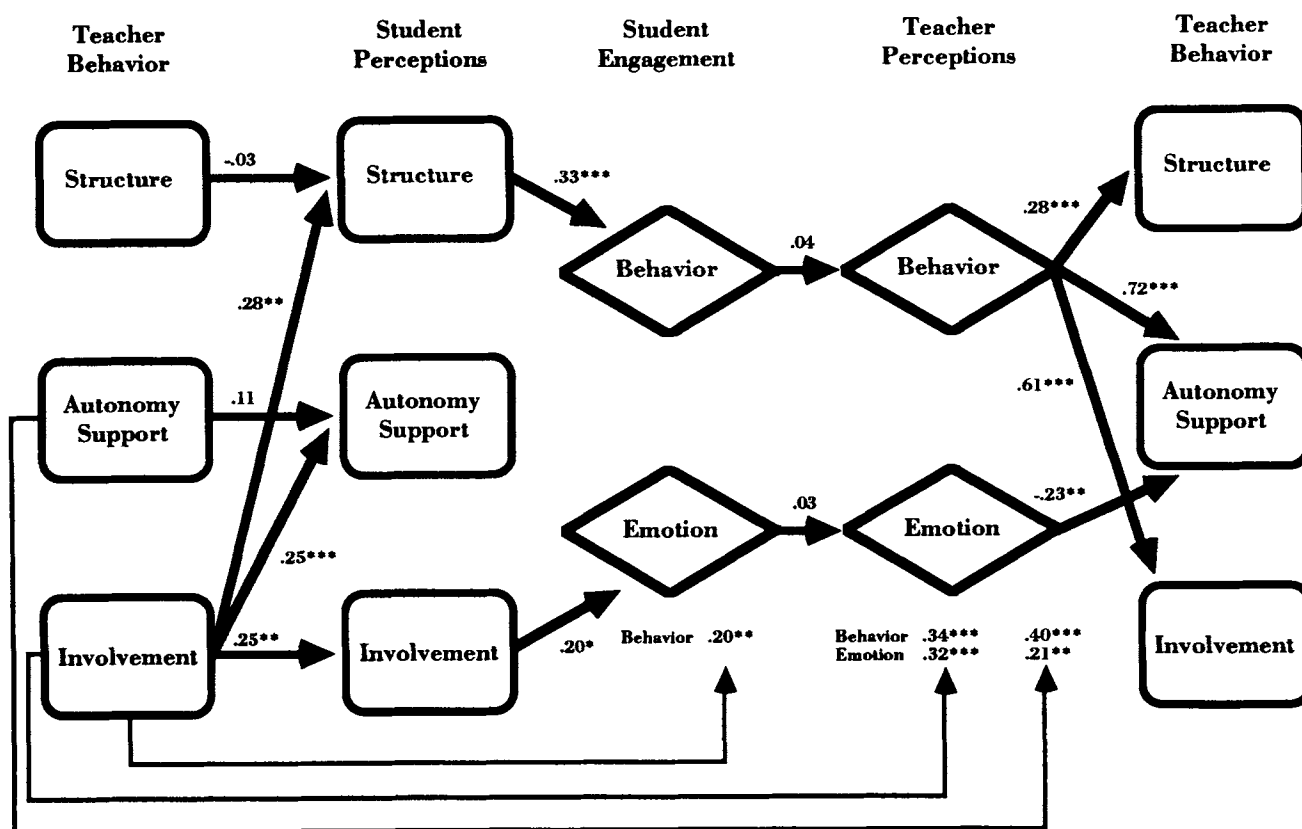 Teacher
Behavior
Student
Perceptions
Student
Engagement
Teacher
Perceptions
Teacher
Behavior
Structure
-.03
Structure
.33***
Behavior
.04
Behavior
.28***
Structure
.72***
.28**
.61***
Autonomy
Support
.11
Autonomy
Support
Autonomy
Support
.25***
Emotion
.03
Emotion
-.23**
Involvement
.25**
Involvement
.20*
Behavior .20**
Behavior .34*** .40***
Emotion .32*** .21**
Involvement